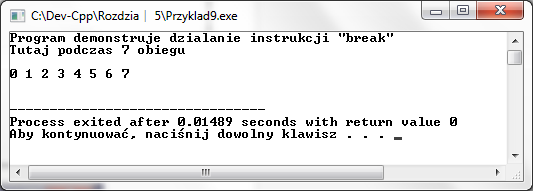 C:\Dev-Cpp\Rozdzia | 5\Przyklad9.exe
Program demonstruje dzialanie instrukcji "break"
Tutaj podczas 7 obiegu
0 1 2 3 4 5 6 7
--------------------------------
Process exited after 0.01489 seconds with return value 0
Aby kontynuować, naciśnij dowolny klawisz . . .